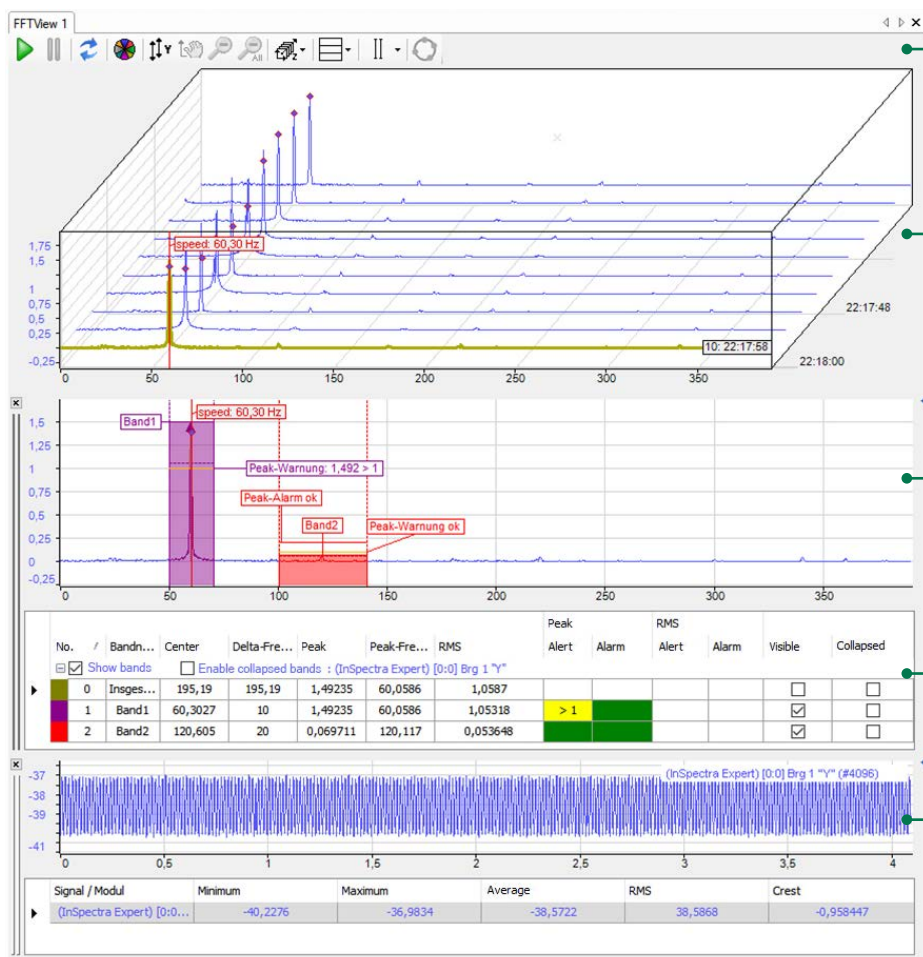 FFTView 1
Y All Z
speed: 60,30 Hz
1,75
1,5
1
0,75
0,5
0,25
-0,25
10: 22:17:58
22:17:48
22:18:00
0 50 100 150 200 250 300 350
Band1
speed: 60,30 Hz
Peak-Warnung: 1,492 > 1
Peak-Alarm ok
Band2
Peak-Warnung ok
1,5
1,25
1
0,75
0,5
0,25
0
-0,25
0 50 100 150 200 250 300 350
Peak RMS
No. / Bandn... Center Delta-Fre... Peak Peak-Fre... RMS Alert Alarm Alert Alarm Visible Collapsed
Show bands Enable collapsed bands : (InSpectra Expert) [0:0] Brg 1 "Y"
0 Insges... 195,19 195,19 1,49235 60,0586 1,0587
1 Band1 60,3027 10 1,49235 60,0586 1,05318 > 1
2 Band2 120,605 20 0,069711 120,117 0,053648
(InSpectra Expert) [0:0] Brg 1 "Y" (#4096)
-37
-38
-39
-41
0 0,5 1 1,5 2 2,5 3 3,5 4
Signal / Modul Minimum Maximum Average RMS Crest
(InSpectra Expert) [0:0... -40,2276 -36,9834 -38,5722 38,5868 -0,958447